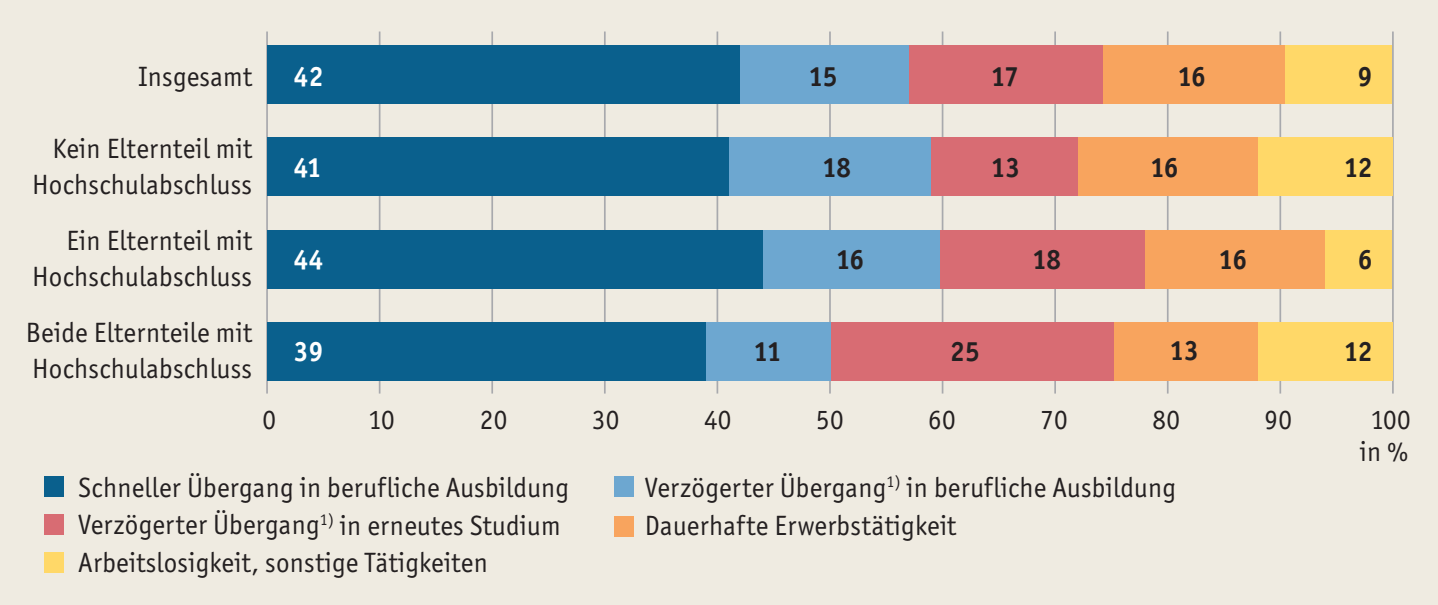 Insgesamt 42 15 17 16 9
Kein Elternteil mit
Hochschulabschluss 41 18 13 16 12
Ein Elternteil mit
Hochschulabschluss 44 16 18 16 6
Beide Elternteile mit
Hochschulabschluss 39 11 25 13 12
0 10 20 30 40 50 60 70 80 90 100
in %
Schneller Übergang in berufliche Ausbildung Verzögerter Übergang¹⁾ in berufliche Ausbildung
Verzögerter Übergang¹⁾ in erneutes Studium Dauerhafte Erwerbstätigkeit
Arbeitslosigkeit, sonstige Tätigkeiten